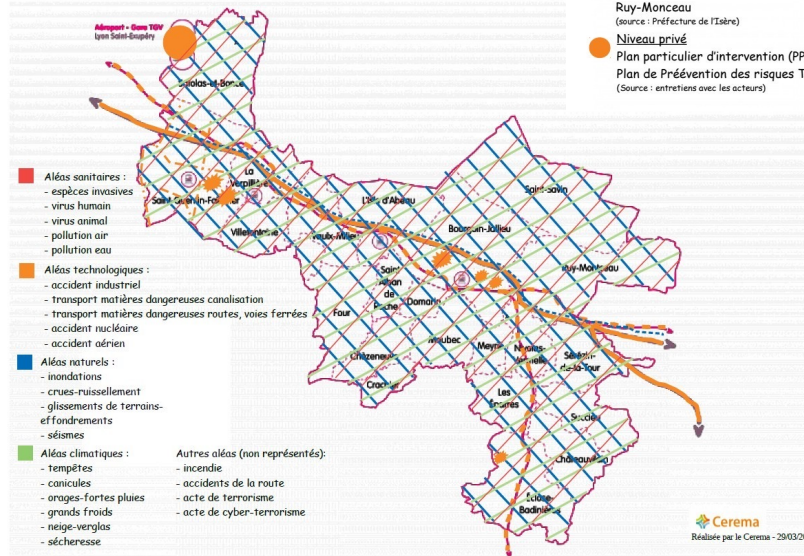 Ruy-Monceau
(source : Préfecture de l'Isère)
Niveau privé
Plan particulier d'intervention (PP
Plan de Préévention des risques T
(Source : entretiens avec les acteurs)
Aéroport - Gare TGV
Lyon Saint-Exupéry
Satolas-et-Bonce
La
Verpillière
Saint-Quentin-Fallavier
Villefontaine
Vaulx-Milieu
L'Isle d'Abeau
Bourgoin-Jallieu
Saint-Savin
Ruy-Montceau
Saint
Alban
de
Roche
Domarin
Four
Maubec
Meyrié
Nivolas-
Vermelle
Sérézin-
de-la-Tour
Chèzeneuve
Crachier
Les
Eparres
Succieu
Châteauvilain
Eclose-
Badinières
Aléas sanitaires :
- espèces invasives
- virus humain
- virus animal
- pollution air
- pollution eau
Aléas technologiques :
- accident industriel
- transport matières dangereuses canalisation
- transport matières dangereuses routes, voies ferrées
- accident nucléaire
- accident aérien
Aléas naturels :
- inondations
- crues-ruissellement
- glissements de terrains-
effondrements
- séismes
Aléas climatiques :
- tempêtes
- canicules
- orages-fortes pluies
- grands froids
- neige-verglas
- sécheresse
Autres aléas (non représentés):
- incendie
- accidents de la route
- acte de terrorisme
- acte de cyber-terrorisme
Cerema
Réalisée par le Cerema - 29/03/20